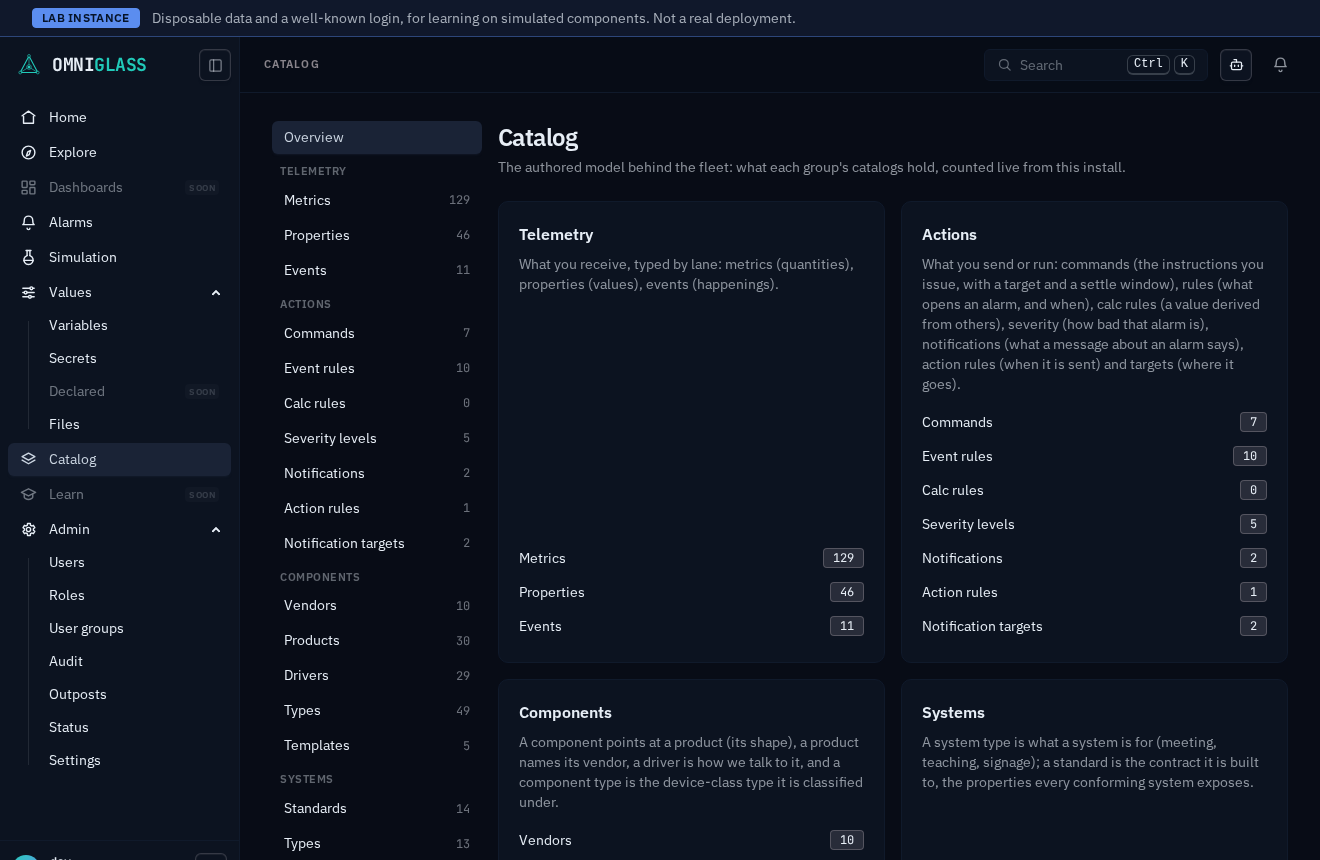 LAB INSTANCE Disposable data and a well-known login, for learning on simulated components. Not a real deployment.
OMNIGLASS
CATALOG
Search Ctrl K
Home
Explore
Dashboards SOON
Alarms
Simulation
Values
Variables
Secrets
Declared SOON
Files
Catalog
Learn SOON
Admin
Users
Roles
User groups
Audit
Outposts
Status
Settings
Overview
TELEMETRY
Metrics 129
Properties 46
Events 11
ACTIONS
Commands 7
Event rules 10
Calc rules 0
Severity levels 5
Notifications 2
Action rules 1
Notification targets 2
COMPONENTS
Vendors 10
Products 30
Drivers 29
Types 49
Templates 5
SYSTEMS
Standards 14
Types 13
Catalog
The authored model behind the fleet: what each group's catalogs hold, counted live from this install.
Telemetry
What you receive, typed by lane: metrics (quantities),
properties (values), events (happenings).
Metrics 129
Properties 46
Events 11
Actions
What you send or run: commands (the instructions you
issue, with a target and a settle window), rules (what
opens an alarm, and when), calc rules (a value derived
from others), severity (how bad that alarm is),
notifications (what a message about an alarm says),
action rules (when it is sent) and targets (where it
goes).
Commands 7
Event rules 10
Calc rules 0
Severity levels 5
Notifications 2
Action rules 1
Notification targets 2
Components
A component points at a product (its shape), a product
names its vendor, a driver is how we talk to it, and a
component type is the device-class type it is classified
under.
Vendors 10
Systems
A system type is what a system is for (meeting,
teaching, signage); a standard is the contract it is built
to, the properties every conforming system exposes.